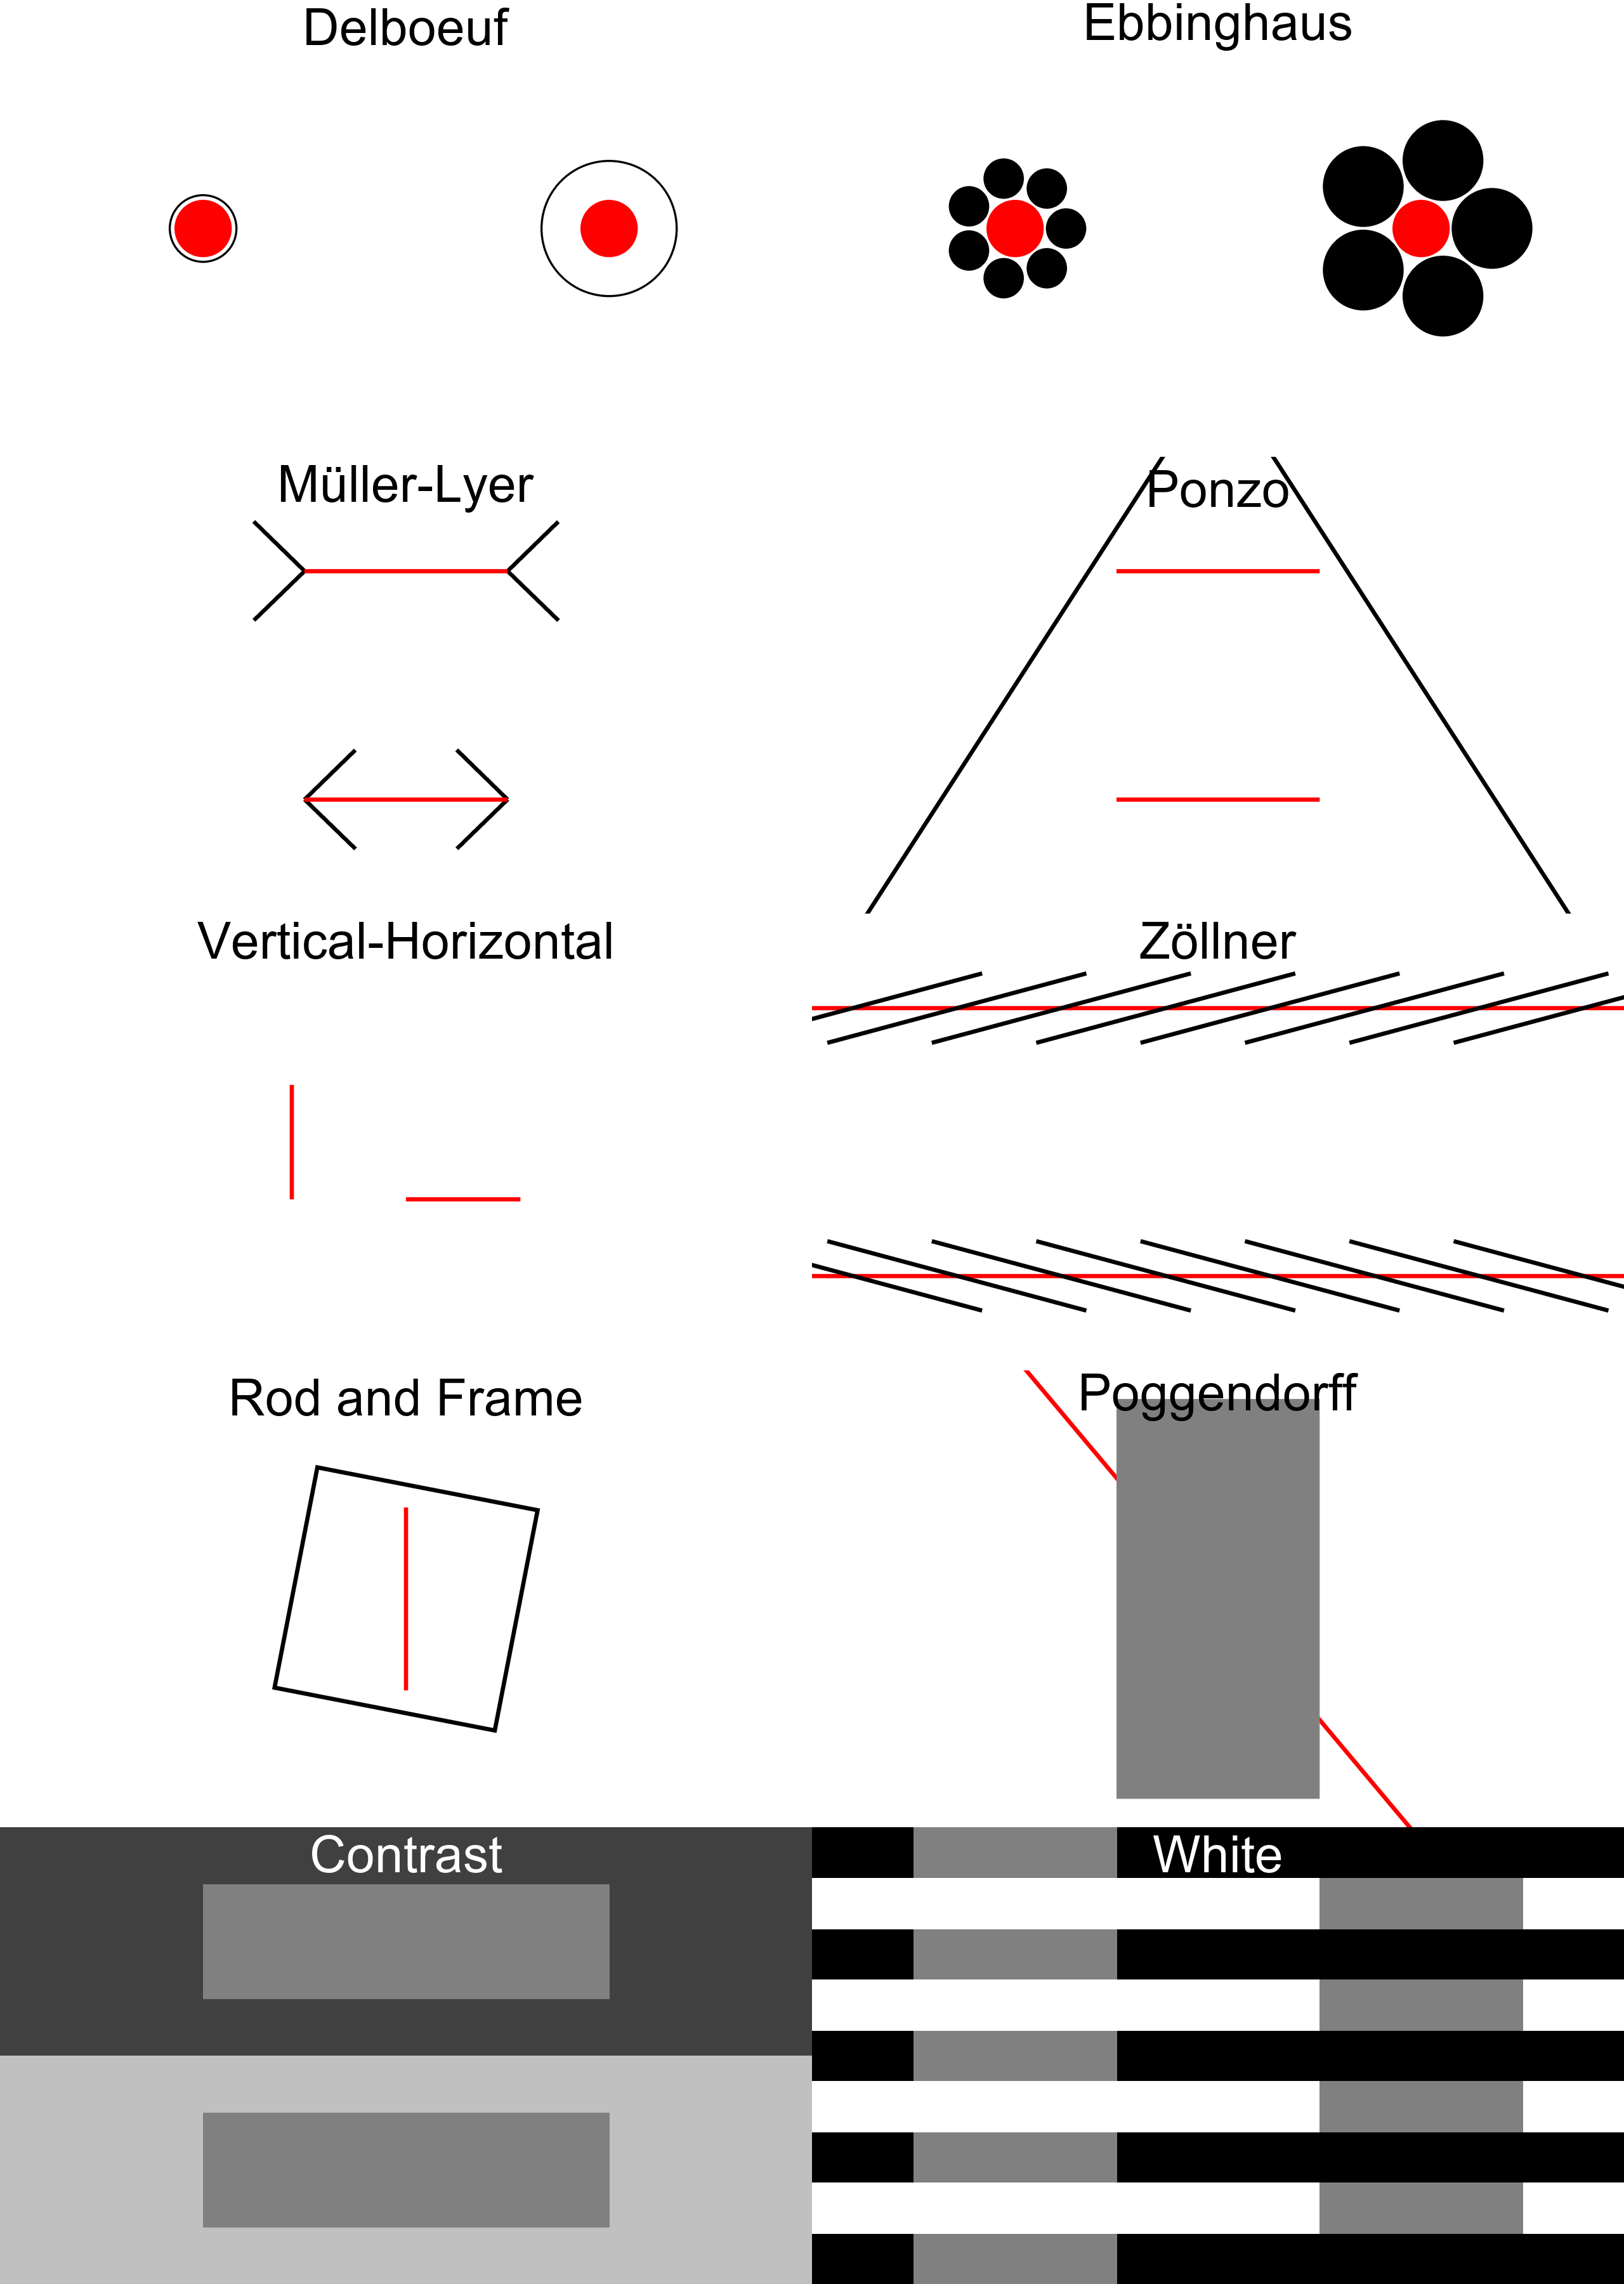 Delboeuf
Ebbinghaus
Müller-Lyer
Ponzo
Vertical-Horizontal
Zöllner
Rod and Frame
Poggendorff
Contrast
White